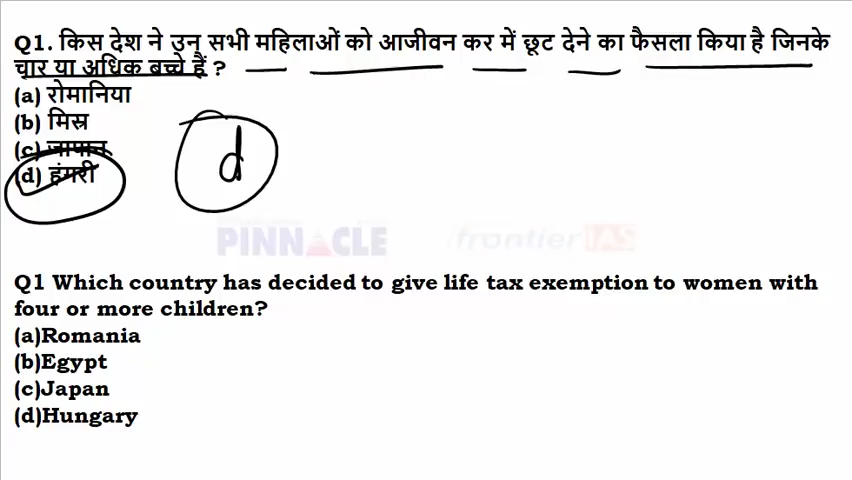 Q1. किस देश ने उन सभी महिलाओं को आजीवन कर में छूट देने का फैसला किया है जिनके
चार या अधिक बच्चे हैं ?
(a) रोमानिया
(b) मिस्र
(c) जापान
(d) हंगरी
d
PINNACLE frontier IAS
Q1 Which country has decided to give life tax exemption to women with
four or more children?
(a)Romania
(b)Egypt
(c)Japan
(d)Hungary